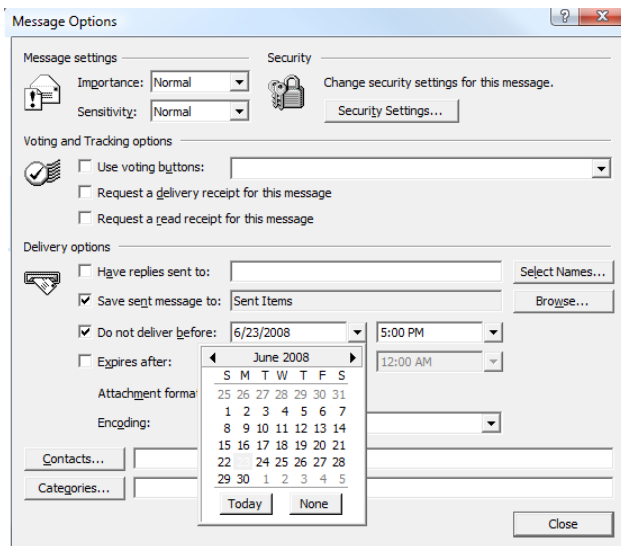 Message Options
Message settings
Security
Importance: Normal
Change security settings for this message.
Sensitivity: Normal
Security Settings...
Voting and Tracking options
Use voting buttons:
Request a delivery receipt for this message
Request a read receipt for this message
Delivery options
Have replies sent to: Select Names...
Save sent message to: Sent Items Browse...
Do not deliver before: 6/23/2008 5:00 PM
Expires after: 12:00 AM
June 2008
S M T W T F S
Attachment forma
25 26 27 28 29 30 31
1 2 3 4 5 6 7
Encoding:
8 9 10 11 12 13 14
15 16 17 18 19 20 21
Contacts...
22 24 25 26 27 28
29 30 1 2 3 4 5
Categories...
Today None
Close